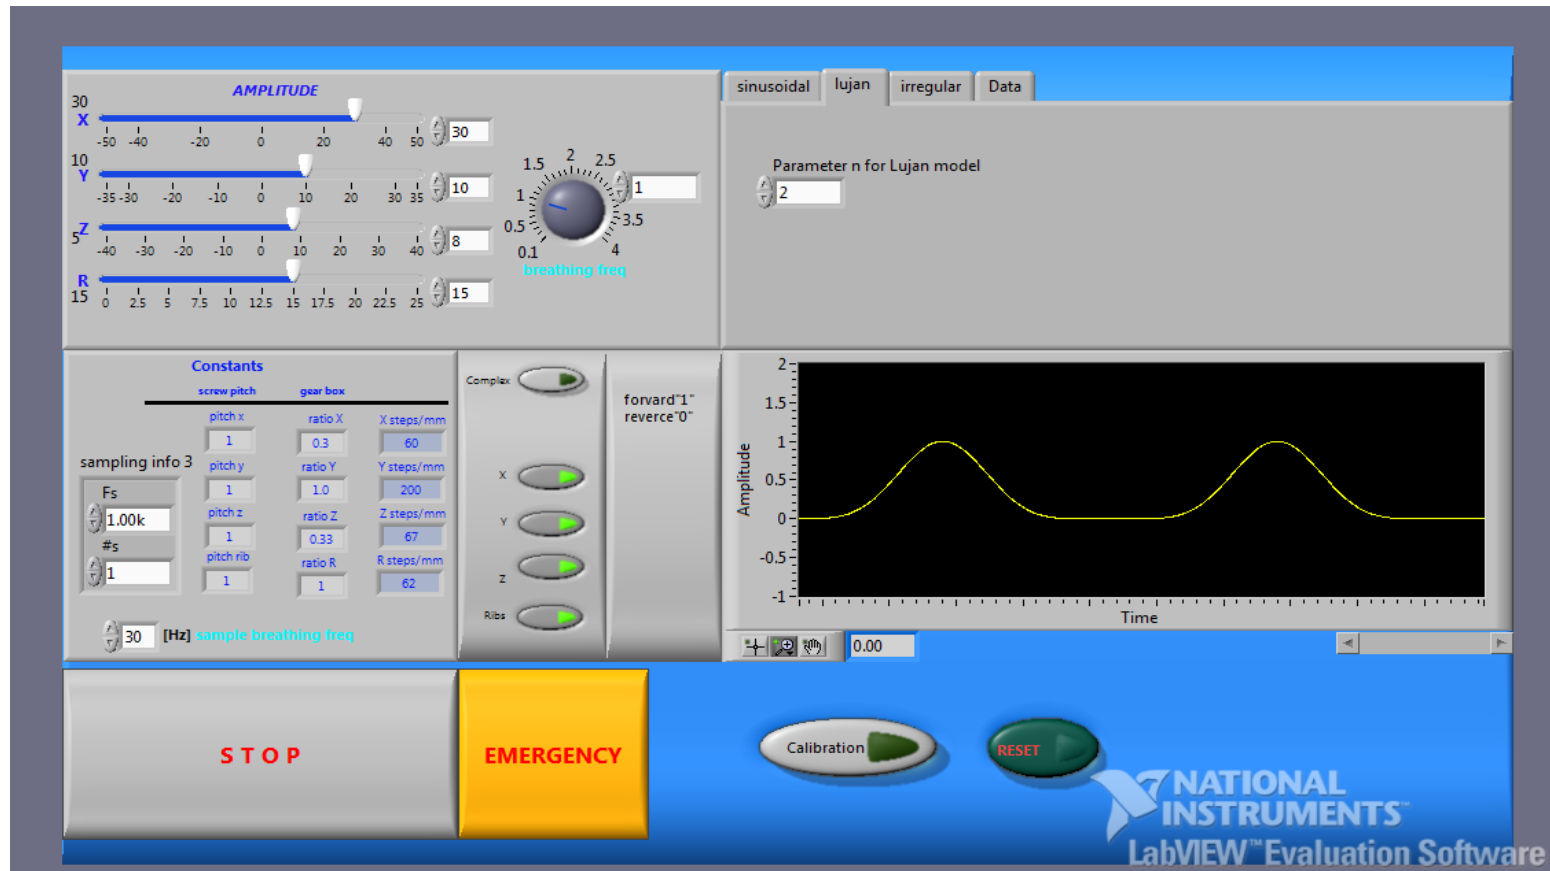 AMPLITUDE
30
X
-50 -40 -20 0 20 40 50
30
10
Y
-35 -30 -20 -10 0 10 20 30 35
10
Z
5
-40 -30 -20 -10 0 10 20 30 40
8
R
15
0 2.5 5 7.5 10 12.5 15 17.5 20 22.5 25
15
0.1 0.5 1 1.5 2 2.5 3.5 4
1
breathing freq
sinusoidal lujan irregular Data
Parameter n for Lujan model
2
Constants
screw pitch gear box
pitch x ratio X X steps/mm
1 0.3 60
sampling info 3
pitch y ratio Y Y steps/mm
Fs
1 1.0 200
1.00k
pitch z ratio Z Z steps/mm
#s
1 0.33 67
1
pitch rib ratio R R steps/mm
1 1 62
30 [Hz] sample breathing freq
Complex
X
Y
Z
Ribs
forvard"1"
reverce"0"
Amplitude
2
1.5
1
0.5
0
-0.5
-1
Time
0.00
S T O P
EMERGENCY
Calibration
RESET
NATIONAL
INSTRUMENTS™
LabVIEW™ Evaluation Software